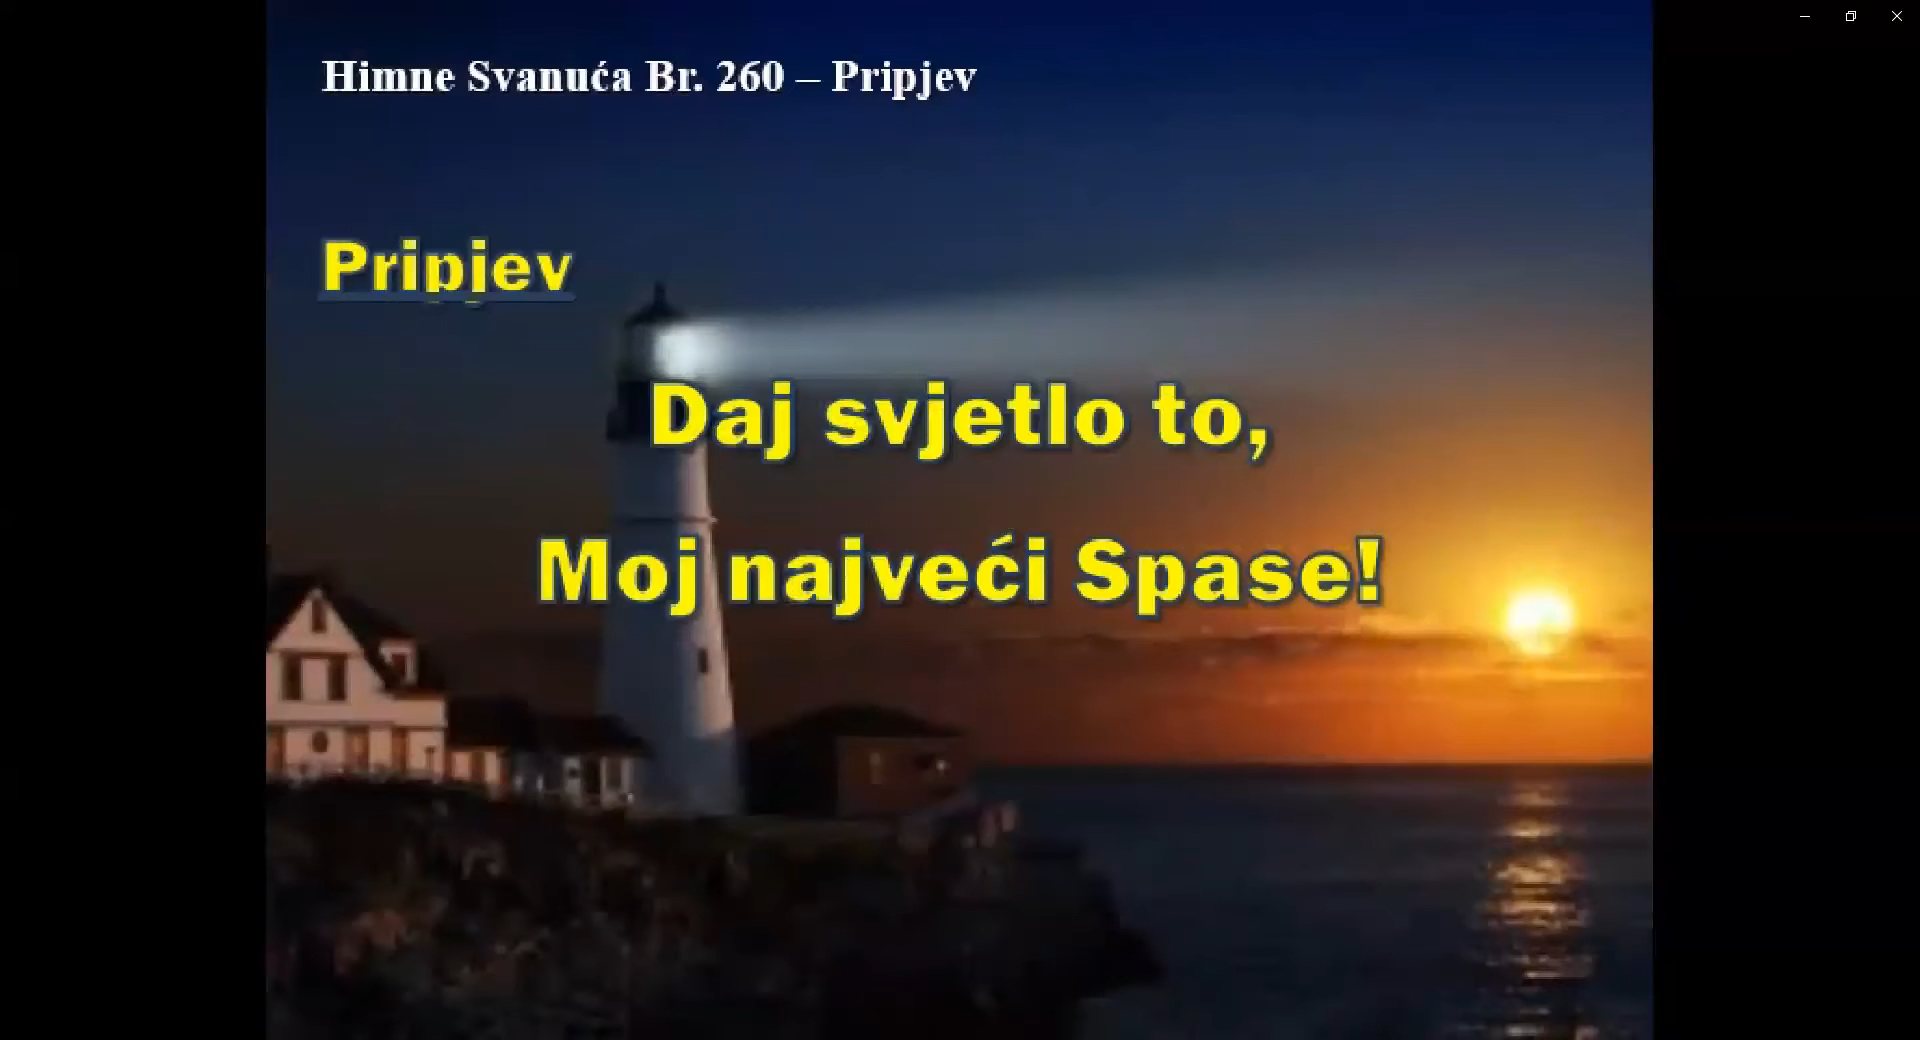 Himne Svanuća Br. 260 – Pripjev
Pripjev
Daj svjetlo to,
Moj najveći Spase!